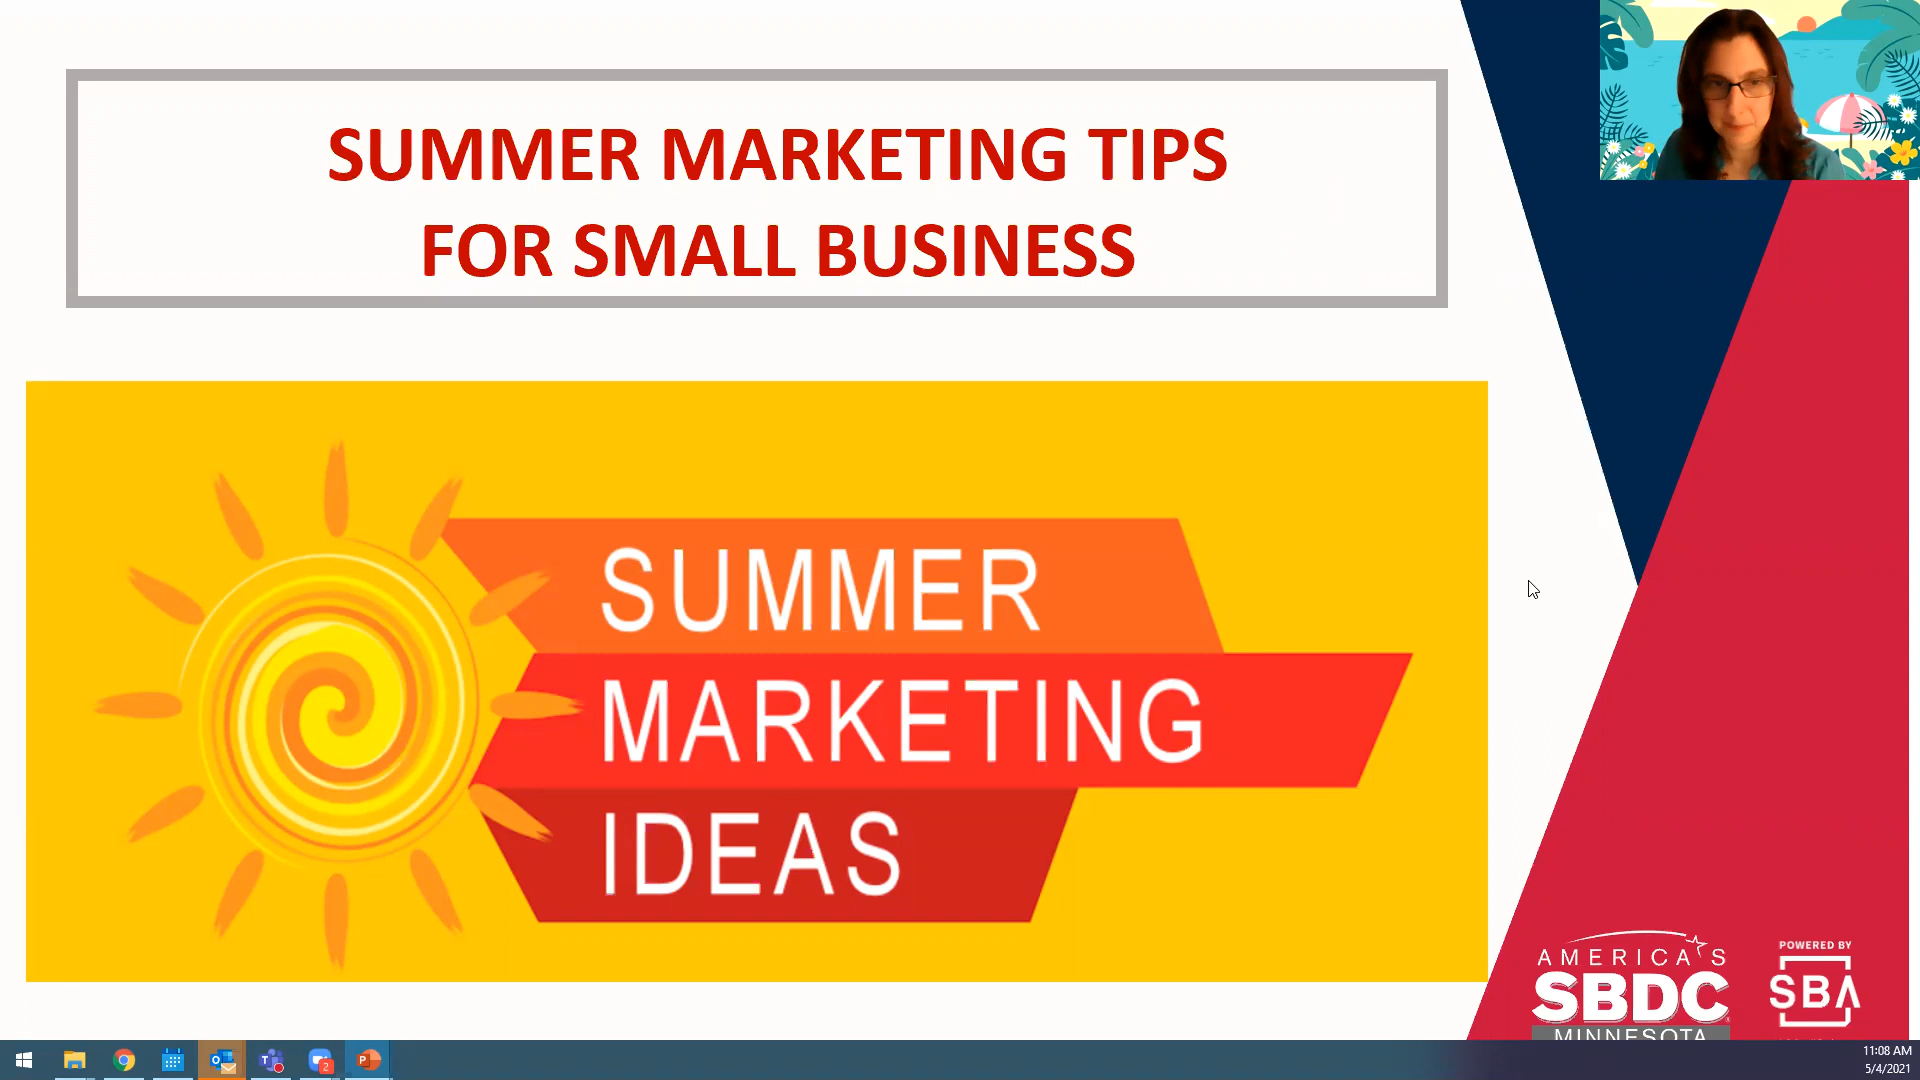 SUMMER MARKETING TIPS
FOR SMALL BUSINESS
SUMMER
MARKETING
IDEAS
AMERICA'S
SBDC
MINNESOTA
POWERED BY
SBA
2
11:08 AM
5/4/2021